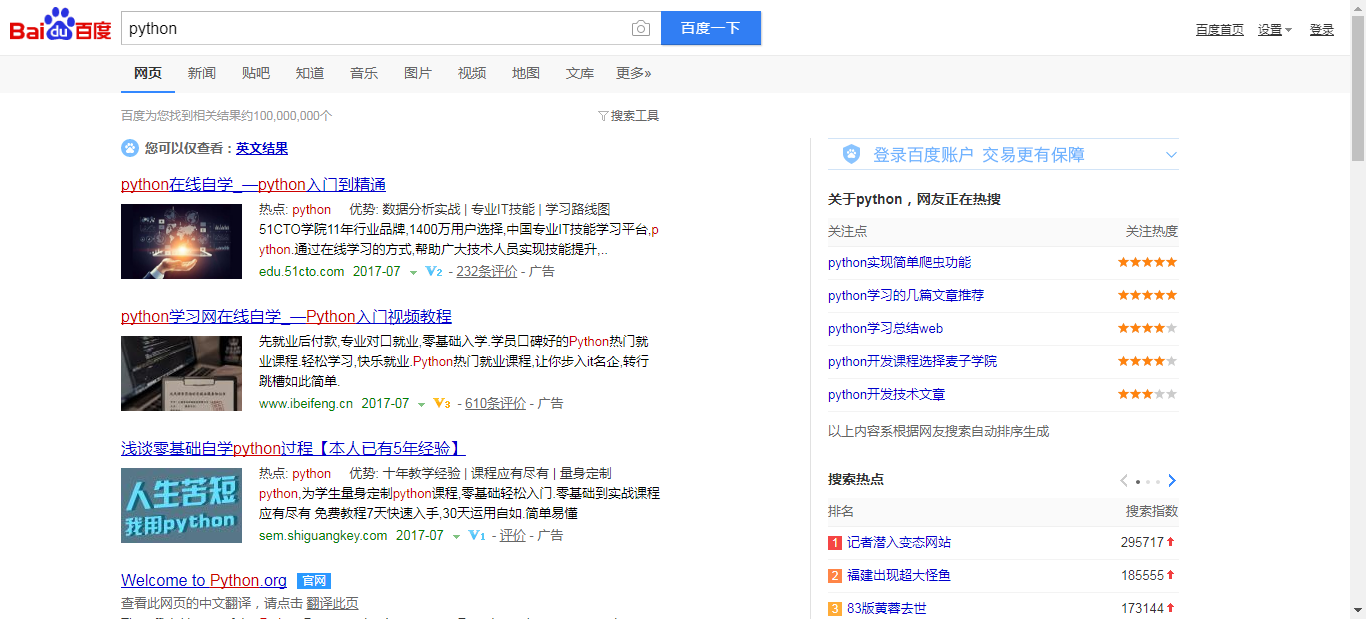 Bai du 百度 python 百度一下 百度首页 设置 登录
网页 新闻 贴吧 知道 音乐 图片 视频 地图 文库 更多»
百度为您找到相关结果约100,000,000个 搜索工具
您可以仅查看：英文结果
python在线自学_—python入门到精通
热点: python 优势: 数据分析实战 | 专业IT技能 | 学习路线图
51CTO学院11年行业品牌,1400万用户选择,中国专业IT技能学习平台,p
ython.通过在线学习的方式,帮助广大技术人员实现技能提升,..
edu.51cto.com 2017-07 V2 - 232条评价 - 广告
python学习网在线自学_—Python入门视频教程
先就业后付款,专业对口就业,零基础入学.学员口碑好的Python热门就
业课程.轻松学习,快乐就业.Python热门就业课程,让你步入it名企,转行
跳槽如此简单.
www.ibeifeng.cn 2017-07 V3 - 610条评价 - 广告
浅谈零基础自学python过程【本人已有5年经验】
人生苦短
我用python
热点: python 优势: 十年教学经验 | 课程应有尽有 | 量身定制
python,为学生量身定制python课程,零基础轻松入门.零基础到实战课程
应有尽有 免费教程7天快速入手,30天运用自如.简单易懂
sem.shiguangkey.com 2017-07 V1 - 评价 - 广告
Welcome to Python.org 官网
查看此网页的中文翻译，请点击 翻译此页
登录百度账户 交易更有保障
关于python，网友正在热搜
关注点 关注热度
python实现简单爬虫功能
python学习的几篇文章推荐
python学习总结web
python开发课程选择麦子学院
python开发技术文章
以上内容系根据网友搜索自动排序生成
搜索热点
排名 搜索指数
1 记者潜入变态网站 295717
2 福建出现超大怪鱼 185555
3 83版黄蓉去世 173144